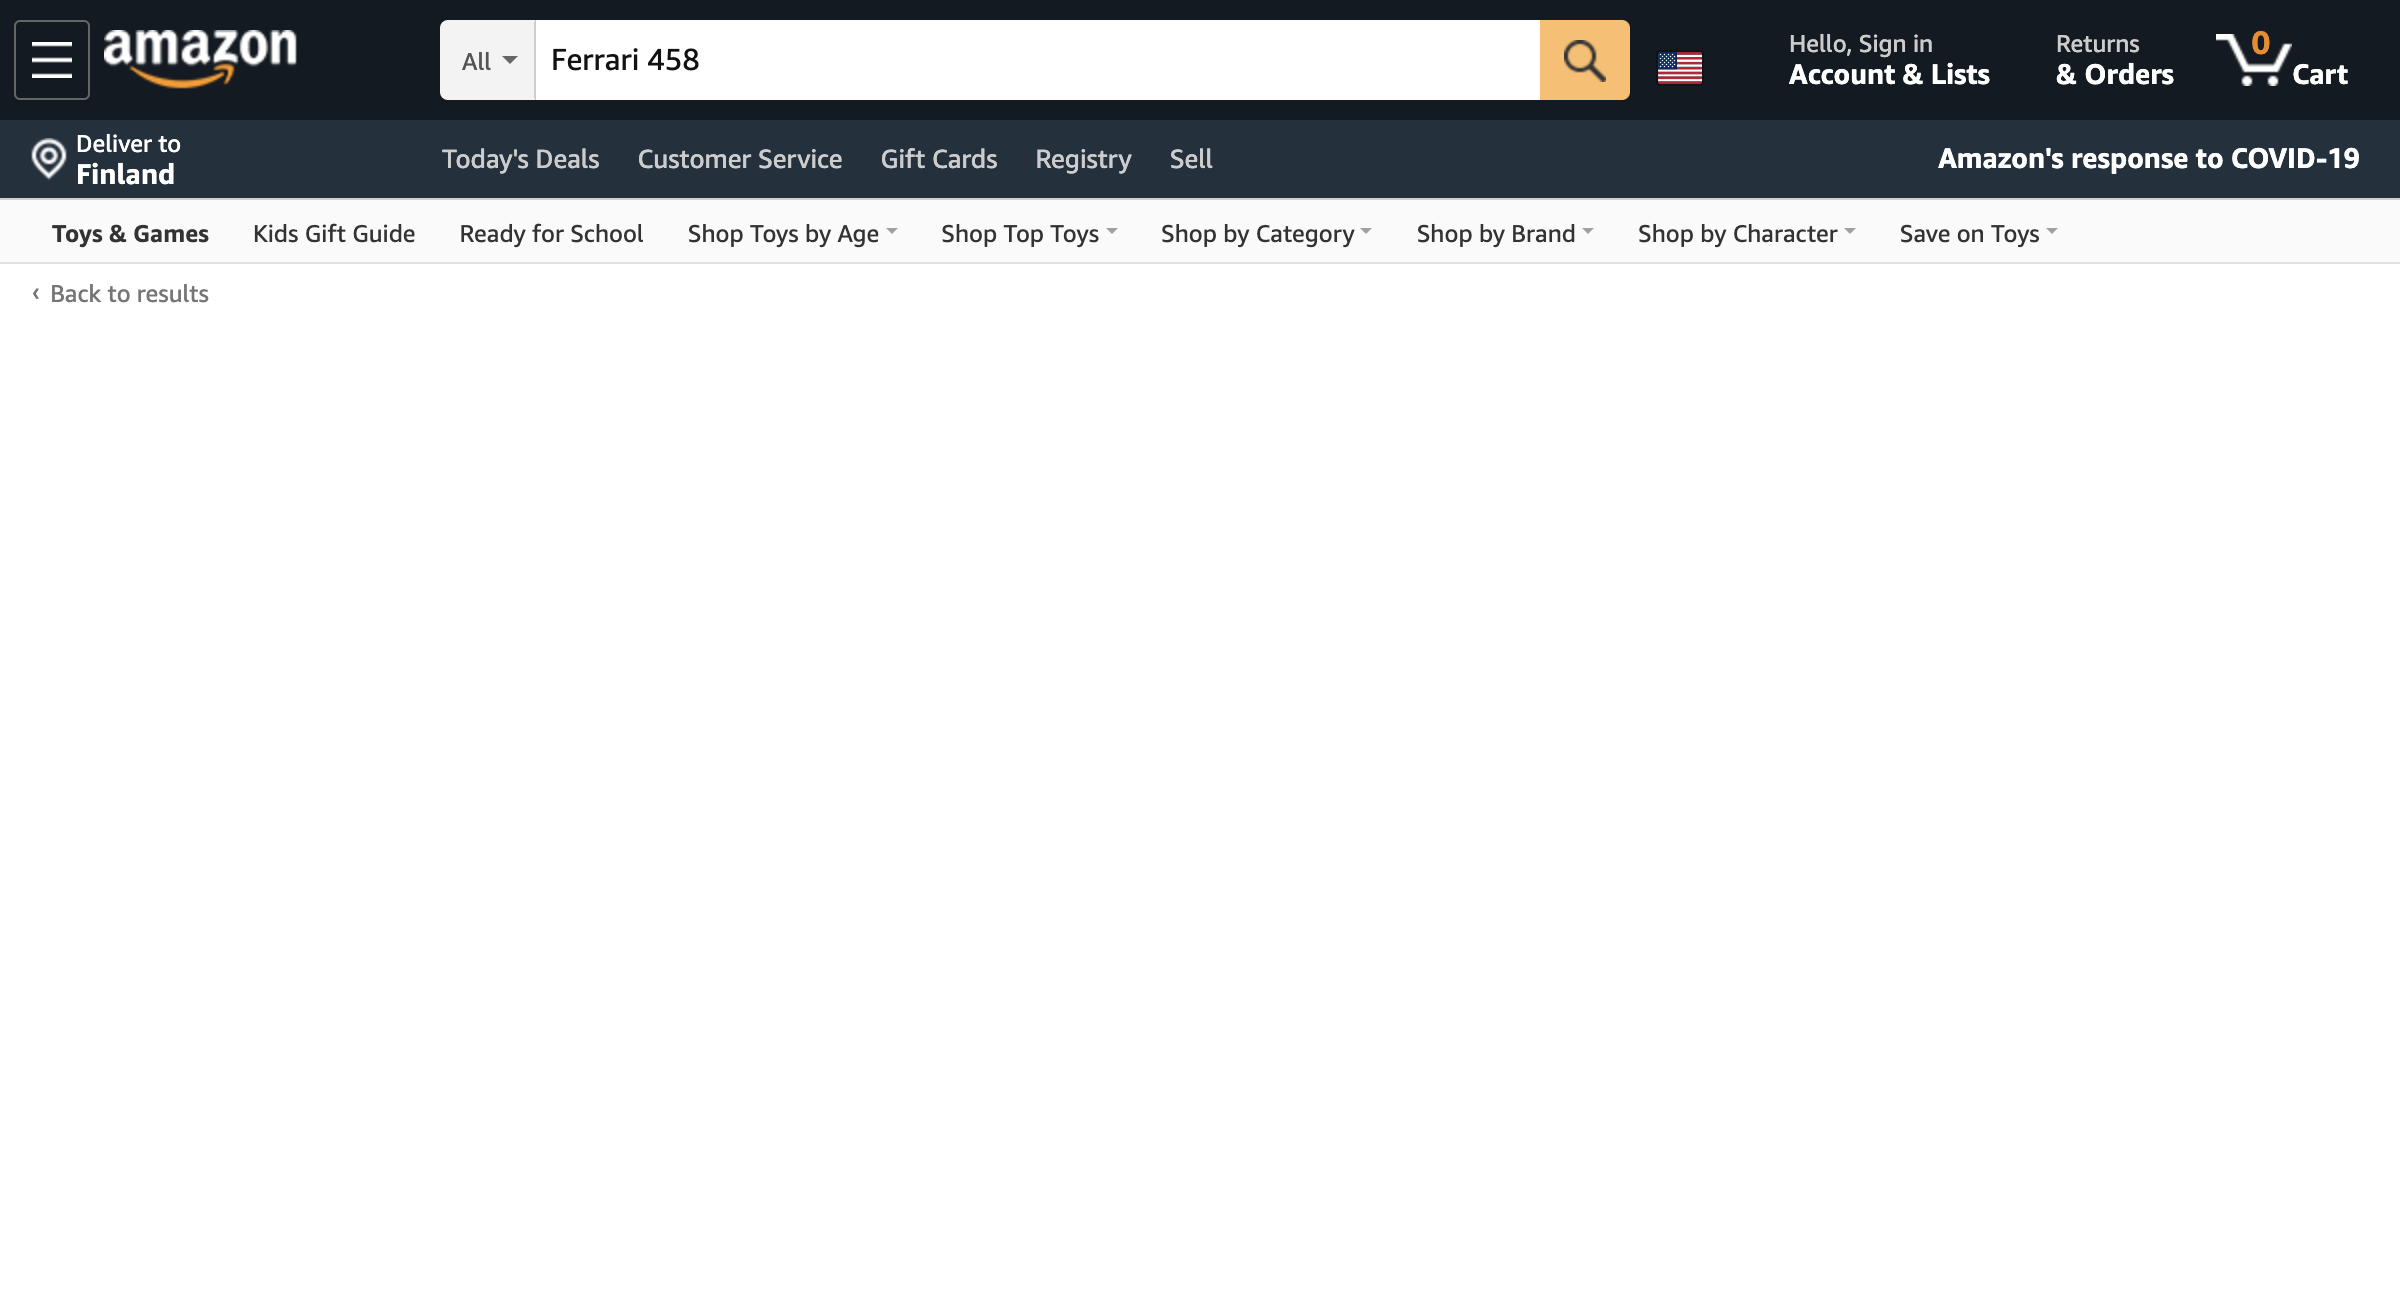 amazon
All
Ferrari 458
Hello, Sign in
Account & Lists
Returns
& Orders
0
Cart
Deliver to
Finland
Today's Deals
Customer Service
Gift Cards
Registry
Sell
Amazon's response to COVID-19
Toys & Games
Kids Gift Guide
Ready for School
Shop Toys by Age
Shop Top Toys
Shop by Category
Shop by Brand
Shop by Character
Save on Toys
‹ Back to results